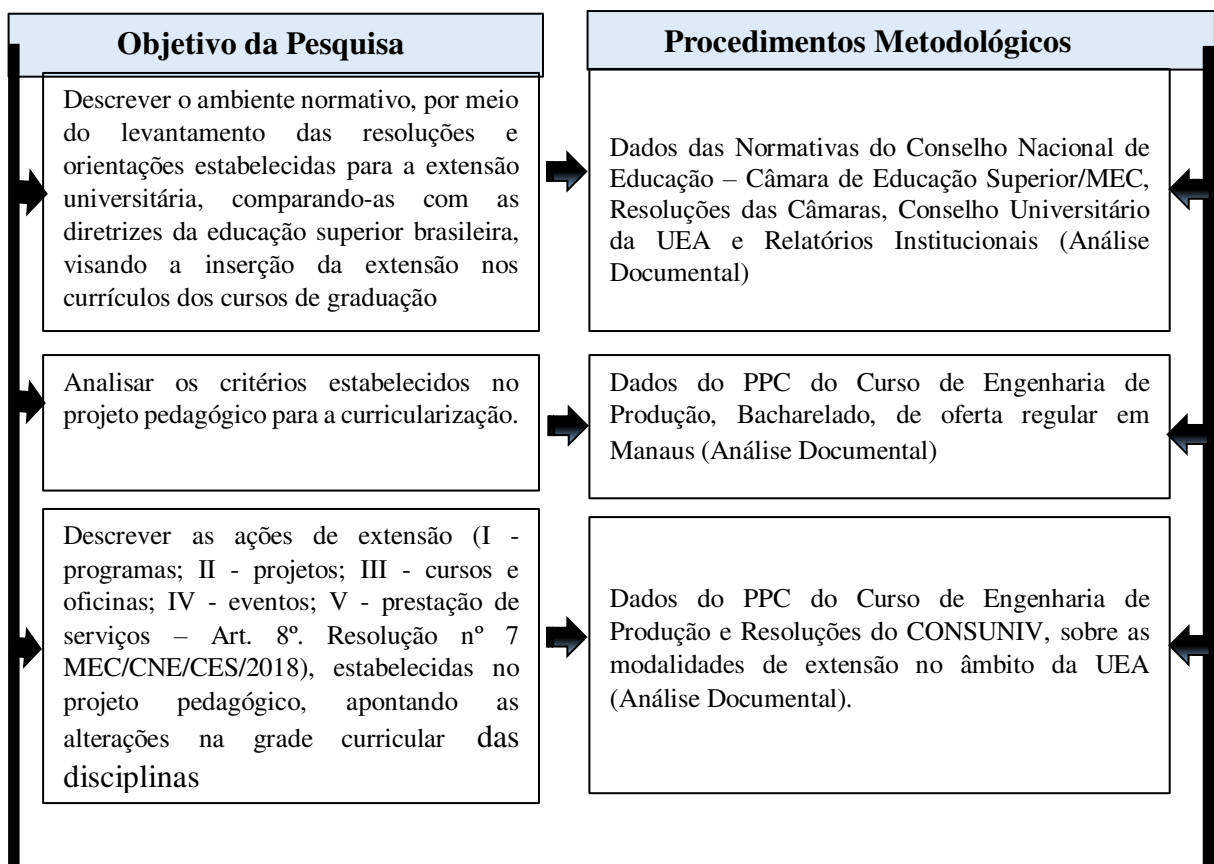 Objetivo da Pesquisa
Procedimentos Metodológicos
Descrever o ambiente normativo, por meio
do levantamento das resoluções e
orientações estabelecidas para a extensão
universitária, comparando-as com as
diretrizes da educação superior brasileira,
visando a inserção da extensão nos
currículos dos cursos de graduação
Dados das Normativas do Conselho Nacional de
Educação – Câmara de Educação Superior/MEC,
Resoluções das Câmaras, Conselho Universitário
da UEA e Relatórios Institucionais (Análise
Documental)
Analisar os critérios estabelecidos no
projeto pedagógico para a curricularização.
Dados do PPC do Curso de Engenharia de
Produção, Bacharelado, de oferta regular em
Manaus (Análise Documental)
Descrever as ações de extensão (I -
programas; II - projetos; III - cursos e
oficinas; IV - eventos; V - prestação de
serviços – Art. 8º. Resolução nº 7
MEC/CNE/CES/2018), estabelecidas no
projeto pedagógico, apontando as
alterações na grade curricular das
disciplinas
Dados do PPC do Curso de Engenharia de
Produção e Resoluções do CONSUNIV, sobre as
modalidades de extensão no âmbito da UEA
(Análise Documental).